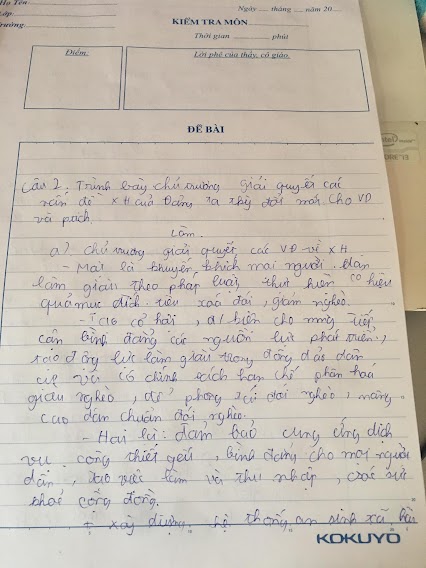 Họ Tên
Lớp
Trường:
Ngày .... tháng .... năm 20....
KIỂM TRA MÔN
Thời gian ............ phút
Điểm:
Lời phê của thầy, cô giáo.
ĐỀ BÀI
Câu 2. Trình bày chủ trương giải quyết các
vấn đề XH của Đảng ta thời đổi mới. Cho VD
và phân tích.
Làm.
a) Chủ trương giải quyết các VĐ về XH
- Một là khuyến khích mọi người dân
làm giàu theo pháp luật, thực hiện có hiệu
quả mục đích tiêu xoá đói, giảm nghèo.
+ Tạo cơ hội, đ/ kiện cho mng tiếp
cận bình đẳng các nguồn lực phát triển,
tạo động lực làm giàu trong đông đảo dân
cư và có chính sách hạn chế phân hoá
giàu nghèo, đề phòng tái đói nghèo, nâng
cao dần chuẩn đói nghèo.
- Hai là: đảm bảo cung ứng dịch
vụ công thiết yếu, bình đẳng cho mọi người
dân, tạo việc làm và thu nhập, chăm sóc sức
khoẻ cộng đồng.
+ xây dựng hệ thống an sinh xã hội
KOKUYO
intel
CORE i3